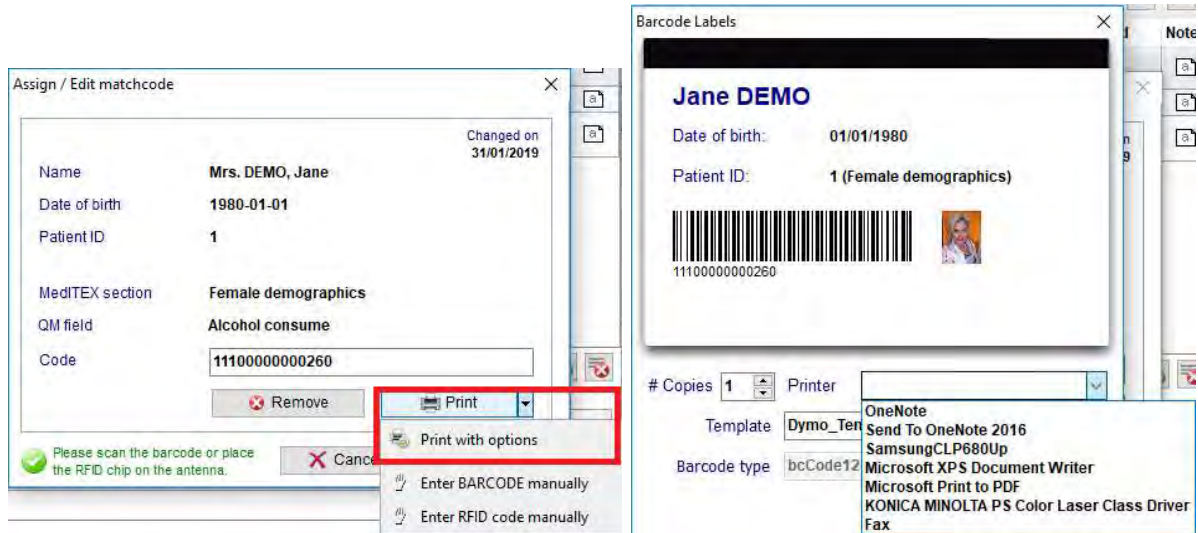 Assign / Edit matchcode
Changed on
31/01/2019
Name Mrs. DEMO, Jane
Date of birth 1980-01-01
Patient ID 1
MedITEX section Female demographics
QM field Alcohol consume
Code 11100000000260
Remove Print
Print with options
Please scan the barcode or place
the RFID chip on the antenna.
Enter BARCODE manually
Enter RFID code manually
Barcode Labels
Jane DEMO
Date of birth: 01/01/1980
Patient ID: 1 (Female demographics)
11100000000260
# Copies 1 Printer
Template
Barcode type
OneNote
Send To OneNote 2016
SamsungCLP680Up
Microsoft XPS Document Writer
Microsoft Print to PDF
KONICA MINOLTA PS Color Laser Class Driver
Fax